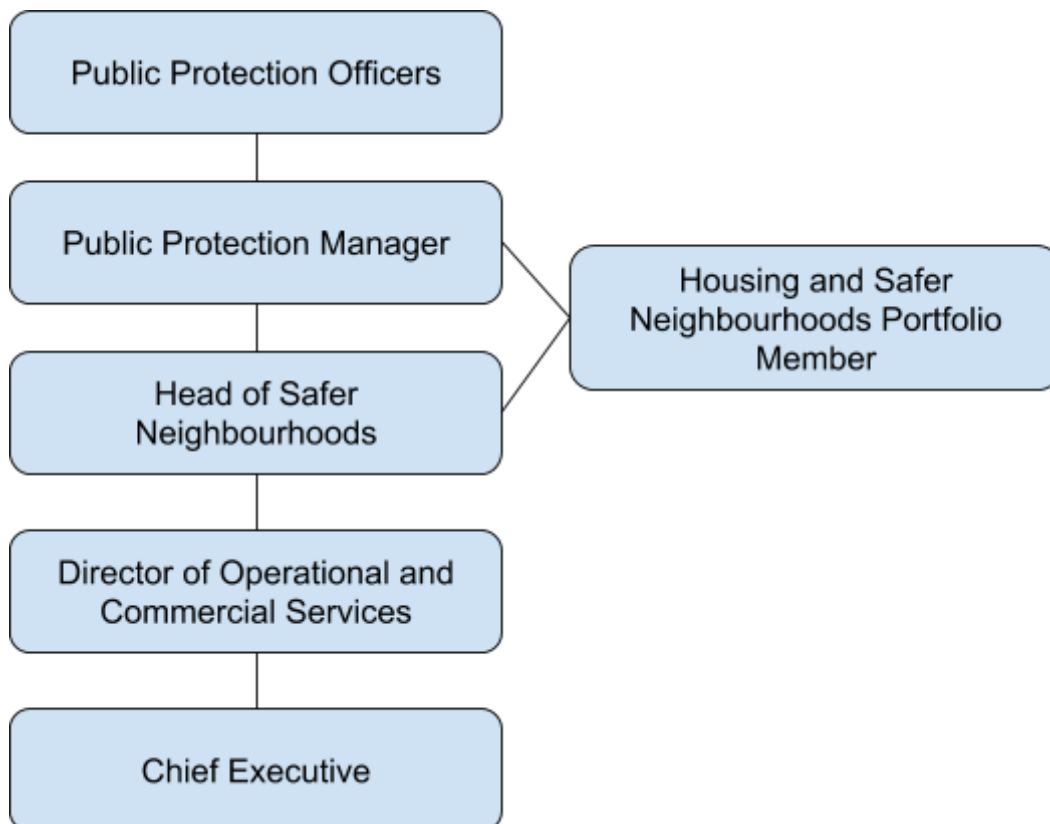 Public Protection Officers
Public Protection Manager
Housing and Safer
Neighbourhoods Portfolio
Member
Head of Safer
Neighbourhoods
Director of Operational and
Commercial Services
Chief Executive